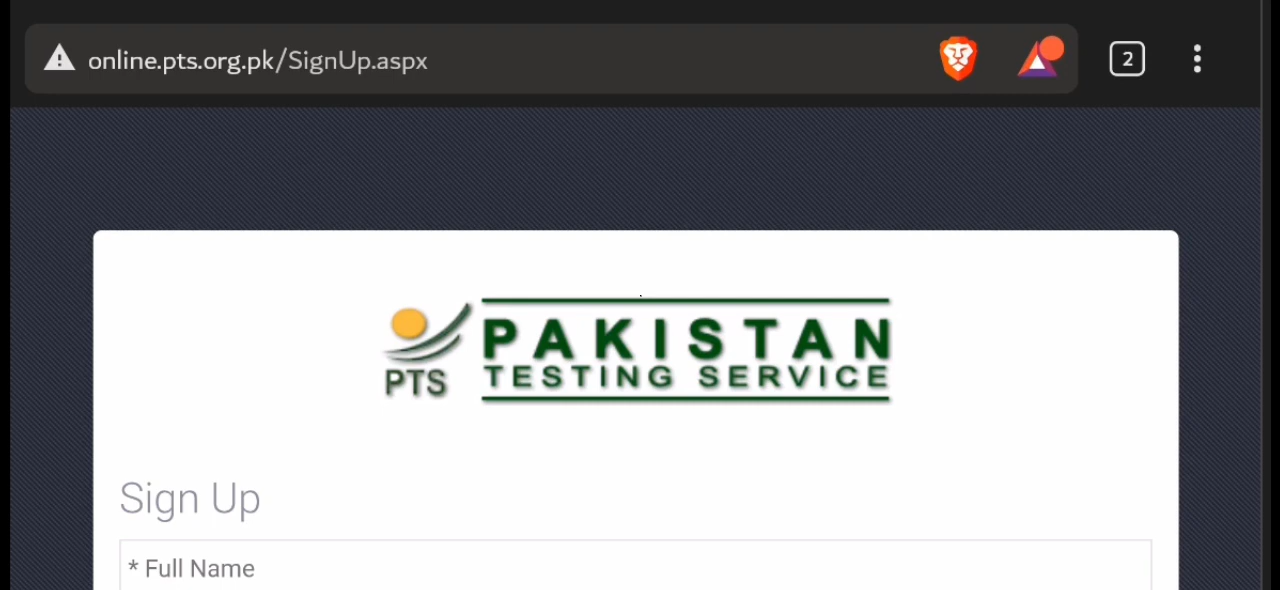 online.pts.org.pk/SignUp.aspx
2
PAKISTAN
PTS TESTING SERVICE
Sign Up
* Full Name